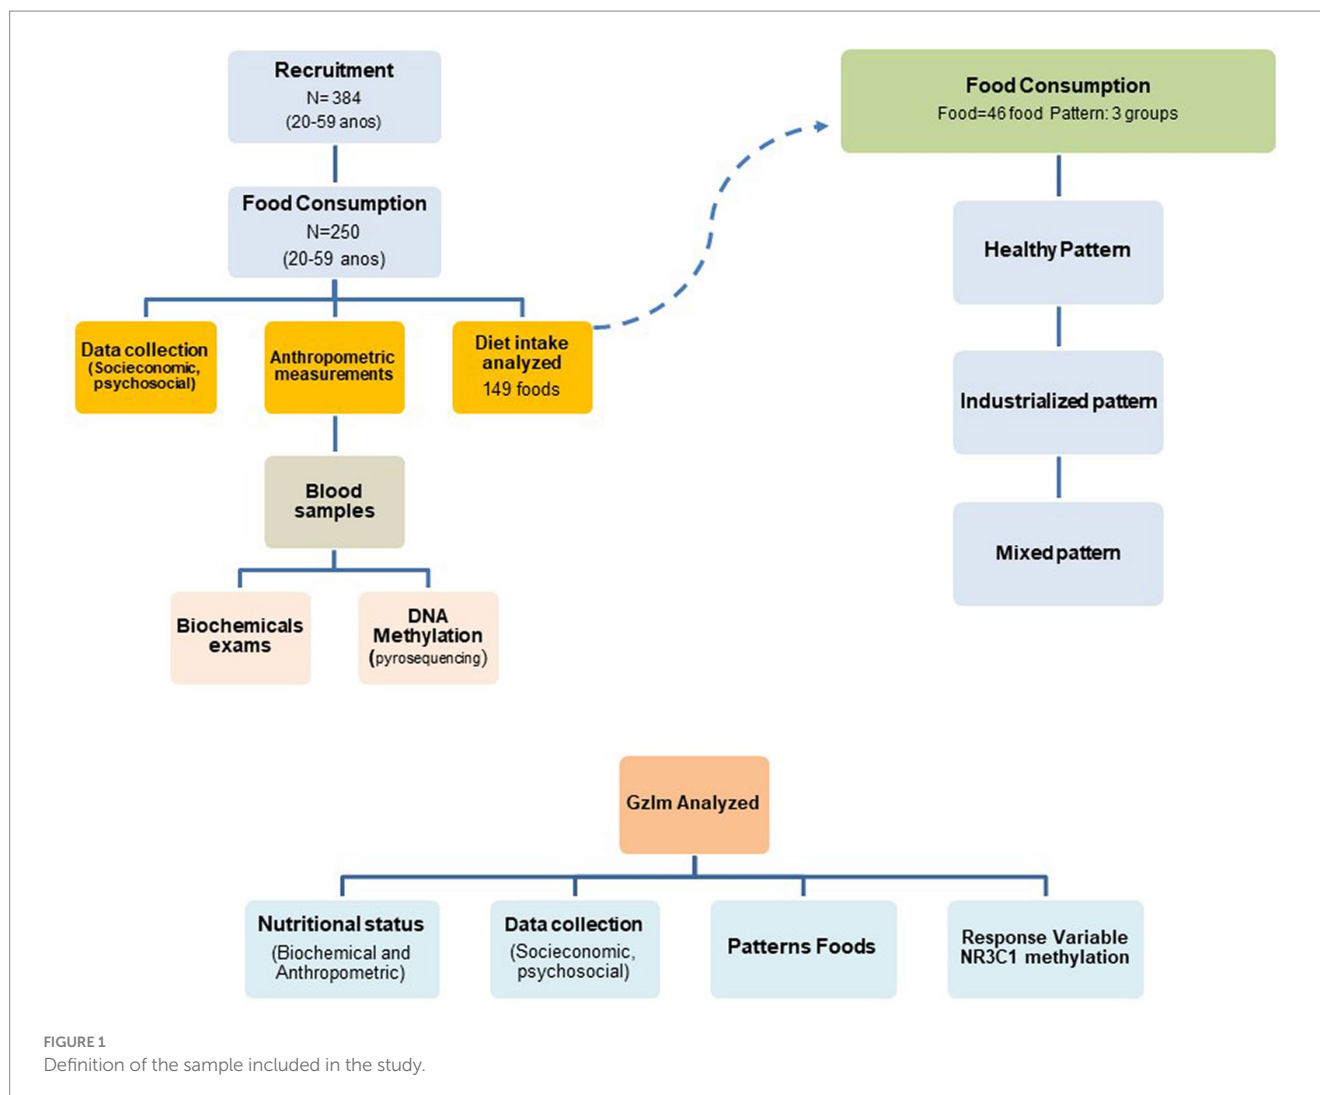 Recruitment
N= 384
(20-59 anos)
Food Consumption
N=250
(20-59 anos)
Data collection
(Socieconomic,
psychosocial)
Anthropometric
measurements
Diet intake
analyzed
149 foods
Blood
samples
Biochemicals
exams
DNA
Methylation
(pyrosequencing)
Food Consumption
Food=46 food Pattern: 3 groups
Healthy Pattern
Industrialized pattern
Mixed pattern
Gzlm Analyzed
Nutritional status
(Biochemical and
Anthropometric)
Data collection
(Socieconomic,
psychosocial)
Patterns Foods
Response Variable
NR3C1 methylation
FIGURE 1
Definition of the sample included in the study.